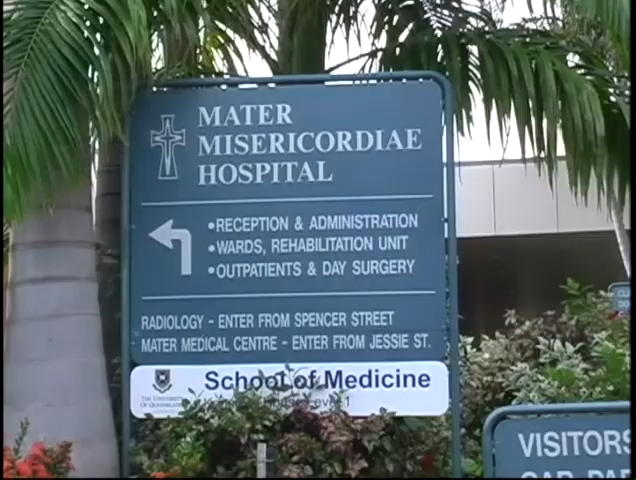 MATER
MISERICORDIAE
HOSPITAL
•RECEPTION & ADMINISTRATION
•WARDS, REHABILITATION UNIT
•OUTPATIENTS & DAY SURGERY
RADIOLOGY - ENTER FROM SPENCER STREET
MATER MEDICAL CENTRE - ENTER FROM JESSIE ST.
School of Medicine
THE UNIVERSITY
OF QUEENSLAND
VISITORS
CAR PAR